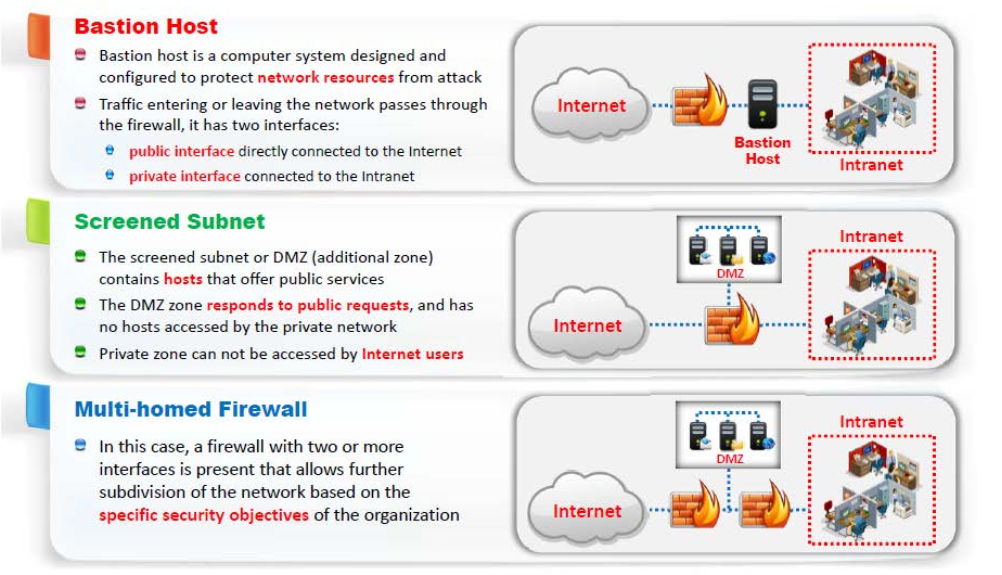 Bastion Host
Bastion host is a computer system designed and
configured to protect network resources from attack
Traffic entering or leaving the network passes through
the firewall, it has two interfaces:
public interface directly connected to the Internet
private interface connected to the Intranet
Internet
Bastion
Host
Intranet
Screened Subnet
The screened subnet or DMZ (additional zone)
contains hosts that offer public services
The DMZ zone responds to public requests, and has
no hosts accessed by the private network
Private zone can not be accessed by Internet users
DMZ
Intranet
Internet
Multi-homed Firewall
In this case, a firewall with two or more
interfaces is present that allows further
subdivision of the network based on the
specific security objectives of the organization
DMZ
Intranet
Internet